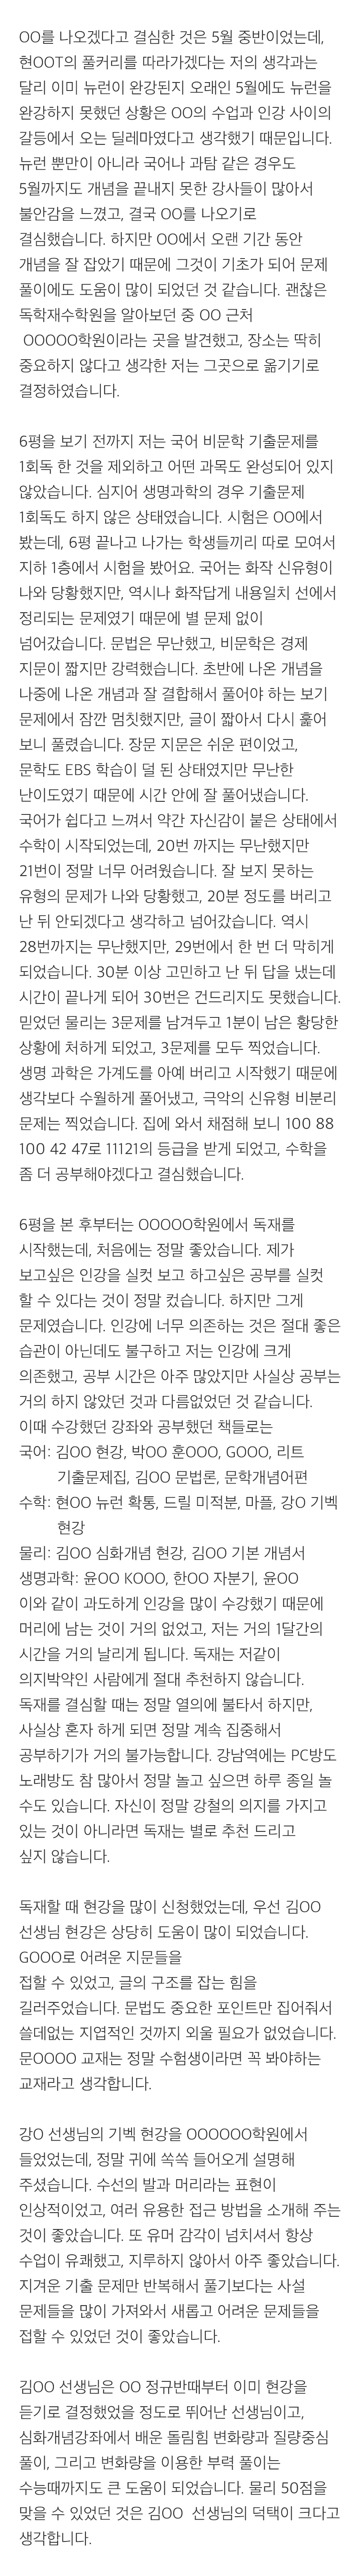 OO를 나오겠다고 결심한 것은 5월 중반이었는데,
현OOT의 풀커리를 따라가겠다는 저의 생각과는
달리 이미 뉴런이 완강된지 오래인 5월에도 뉴런을
완강하지 못했던 상황은 OO의 수업과 인강 사이의
갈등에서 오는 딜레마였다고 생각했기 때문입니다.
뉴런 뿐만이 아니라 국어나 과탐 같은 경우도
5월까지도 개념을 끝내지 못한 강사들이 많아서
불안감을 느꼈고, 결국 OO를 나오기로
결심했습니다. 하지만 OO에서 오랜 기간 동안
개념을 잘 잡았기 때문에 그것이 기초가 되어 문제
풀이에도 도움이 많이 되었던 것 같습니다. 괜찮은
독학재수학원을 알아보던 중 OO 근처
OOOOO학원이라는 곳을 발견했고, 장소는 딱히
중요하지 않다고 생각한 저는 그곳으로 옮기기로
결정하였습니다.
6평을 보기 전까지 저는 국어 비문학 기출문제를
1회독 한 것을 제외하고 어떤 과목도 완성되어 있지
않았습니다. 심지어 생명과학의 경우 기출문제
1회독도 하지 않은 상태였습니다. 시험은 OO에서
봤는데, 6평 끝나고 나가는 학생들끼리 따로 모여서
지하 1층에서 시험을 봤어요. 국어는 화작 신유형이
나와 당황했지만, 역시나 화작답게 내용일치 선에서
정리되는 문제였기 때문에 별 문제 없이
넘어갔습니다. 문법은 무난했고, 비문학은 경제
지문이 짧지만 강력했습니다. 초반에 나온 개념을
나중에 나온 개념과 잘 결합해서 풀어야 하는 보기
문제에서 잠깐 멈칫했지만, 글이 짧아서 다시 훑어
보니 풀렸습니다. 장문 지문은 쉬운 편이었고,
문학도 EBS 학습이 덜 된 상태였지만 무난한
난이도였기 때문에 시간 안에 잘 풀어냈습니다.
국어가 쉽다고 느껴서 약간 자신감이 붙은 상태에서
수학이 시작되었는데, 20번 까지는 무난했지만
21번이 정말 너무 어려웠습니다. 잘 보지 못하는
유형의 문제가 나와 당황했고, 20분 정도를 버리고
난 뒤 안되겠다고 생각하고 넘어갔습니다. 역시
28번까지는 무난했지만, 29번에서 한 번 더 막히게
되었습니다. 30분 이상 고민하고 난 뒤 답을 냈는데
시간이 끝나게 되어 30번은 건드리지도 못했습니다.
믿었던 물리는 3문제를 남겨두고 1분이 남은 황당한
상황에 처하게 되었고, 3문제를 모두 찍었습니다.
생명 과학은 가계도를 아예 버리고 시작했기 때문에
생각보다 수월하게 풀어냈고, 극악의 신유형 비분리
문제는 찍었습니다. 집에 와서 채점해 보니 100 88
100 42 47로 11121의 등급을 받게 되었고, 수학을
좀 더 공부해야겠다고 결심했습니다.
6평을 본 후부터는 OOOOO학원에서 독재를
시작했는데, 처음에는 정말 좋았습니다. 제가
보고싶은 인강을 실컷 보고 하고싶은 공부를 실컷
할 수 있다는 것이 정말 컸습니다. 하지만 그게
문제였습니다. 인강에 너무 의존하는 것은 절대 좋은
습관이 아닌데도 불구하고 저는 인강에 크게
의존했고, 공부 시간은 아주 많았지만 사실상 공부는
거의 하지 않았던 것과 다름없었던 것 같습니다.
이때 수강했던 강좌와 공부했던 책들로는
국어: 김OO 현강, 박OO 훈OOO, GOOO, 리트
기출문제집, 김OO 문법론, 문학개념어편
수학: 현OO 뉴런 확통, 드릴 미적분, 마플, 강O 기벡
현강
물리: 김OO 심화개념 현강, 김OO 기본 개념서
생명과학: 윤OO KOOO, 한OO 자분기, 윤OO
이와 같이 과도하게 인강을 많이 수강했기 때문에
머리에 남는 것이 거의 없었고, 저는 거의 1달간의
시간을 거의 날리게 됩니다. 독재는 저같이
의지박약인 사람에게 절대 추천하지 않습니다.
독재를 결심할 때는 정말 열의에 불타서 하지만,
사실상 혼자 하게 되면 정말 계속 집중해서
공부하기가 거의 불가능합니다. 강남역에는 PC방도
노래방도 참 많아서 정말 놀고 싶으면 하루 종일 놀
수도 있습니다. 자신이 정말 강철의 의지를 가지고
있는 것이 아니라면 독재는 별로 추천 드리고
싶지 않습니다.
독재할 때 현강을 많이 신청했었는데, 우선 김OO
선생님 현강은 상당히 도움이 많이 되었습니다.
GOOO로 어려운 지문들을
접할 수 있었고, 글의 구조를 잡는 힘을
길러주었습니다. 문법도 중요한 포인트만 집어줘서
쓸데없는 지엽적인 것까지 외울 필요가 없었습니다.
문OOOO 교재는 정말 수험생이라면 꼭 봐야하는
교재라고 생각합니다.
강O 선생님의 기벡 현강을 OOOOOO학원에서
들었었는데, 정말 귀에 쏙쏙 들어오게 설명해
주셨습니다. 수선의 발과 머리라는 표현이
인상적이었고, 여러 유용한 접근 방법을 소개해 주는
것이 좋았습니다. 또 유머 감각이 넘치셔서 항상
수업이 유쾌했고, 지루하지 않아서 아주 좋았습니다.
지겨운 기출 문제만 반복해서 풀기보다는 사설
문제들을 많이 가져와서 새롭고 어려운 문제들을
접할 수 있었던 것이 좋았습니다.
김OO 선생님은 OO 정규반때부터 이미 현강을
듣기로 결정했었을 정도로 뛰어난 선생님이고,
심화개념강좌에서 배운 돌림힘 변화량과 질량중심
풀이, 그리고 변화량을 이용한 부력 풀이는
수능때까지도 큰 도움이 되었습니다. 물리 50점을
맞을 수 있었던 것은 김OO  선생님의 덕택이 크다고
생각합니다.